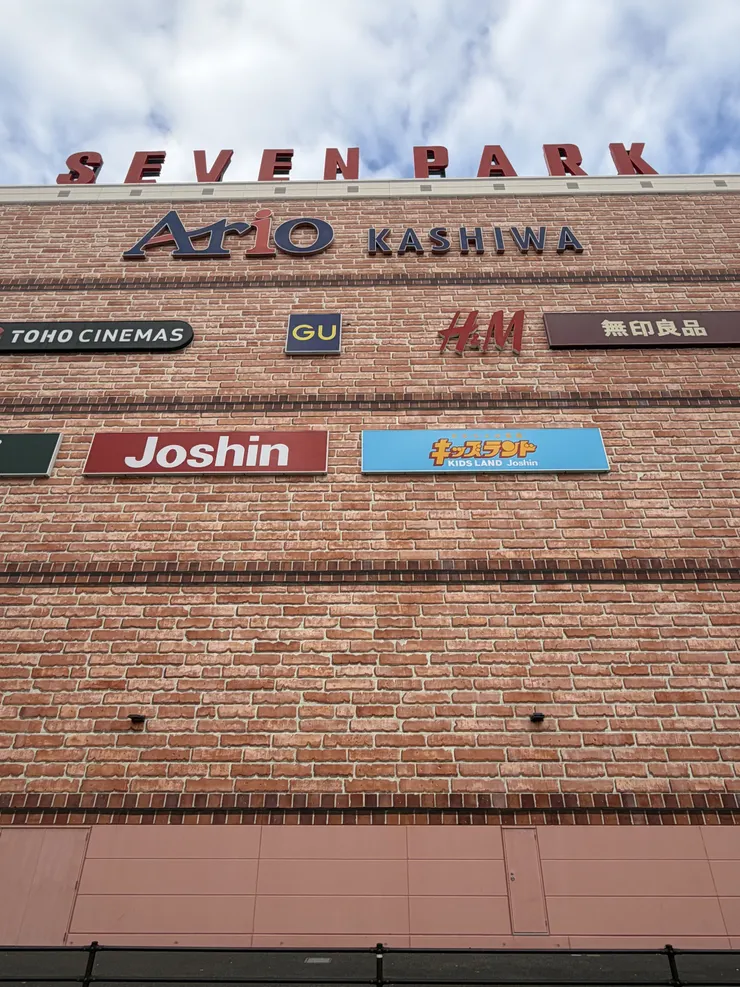 SEVEN PARK
Ario KASHIWA
TOHO CINEMAS
GU
H&M
無印良品
Joshin
キッズランド
KIDS LAND Joshin